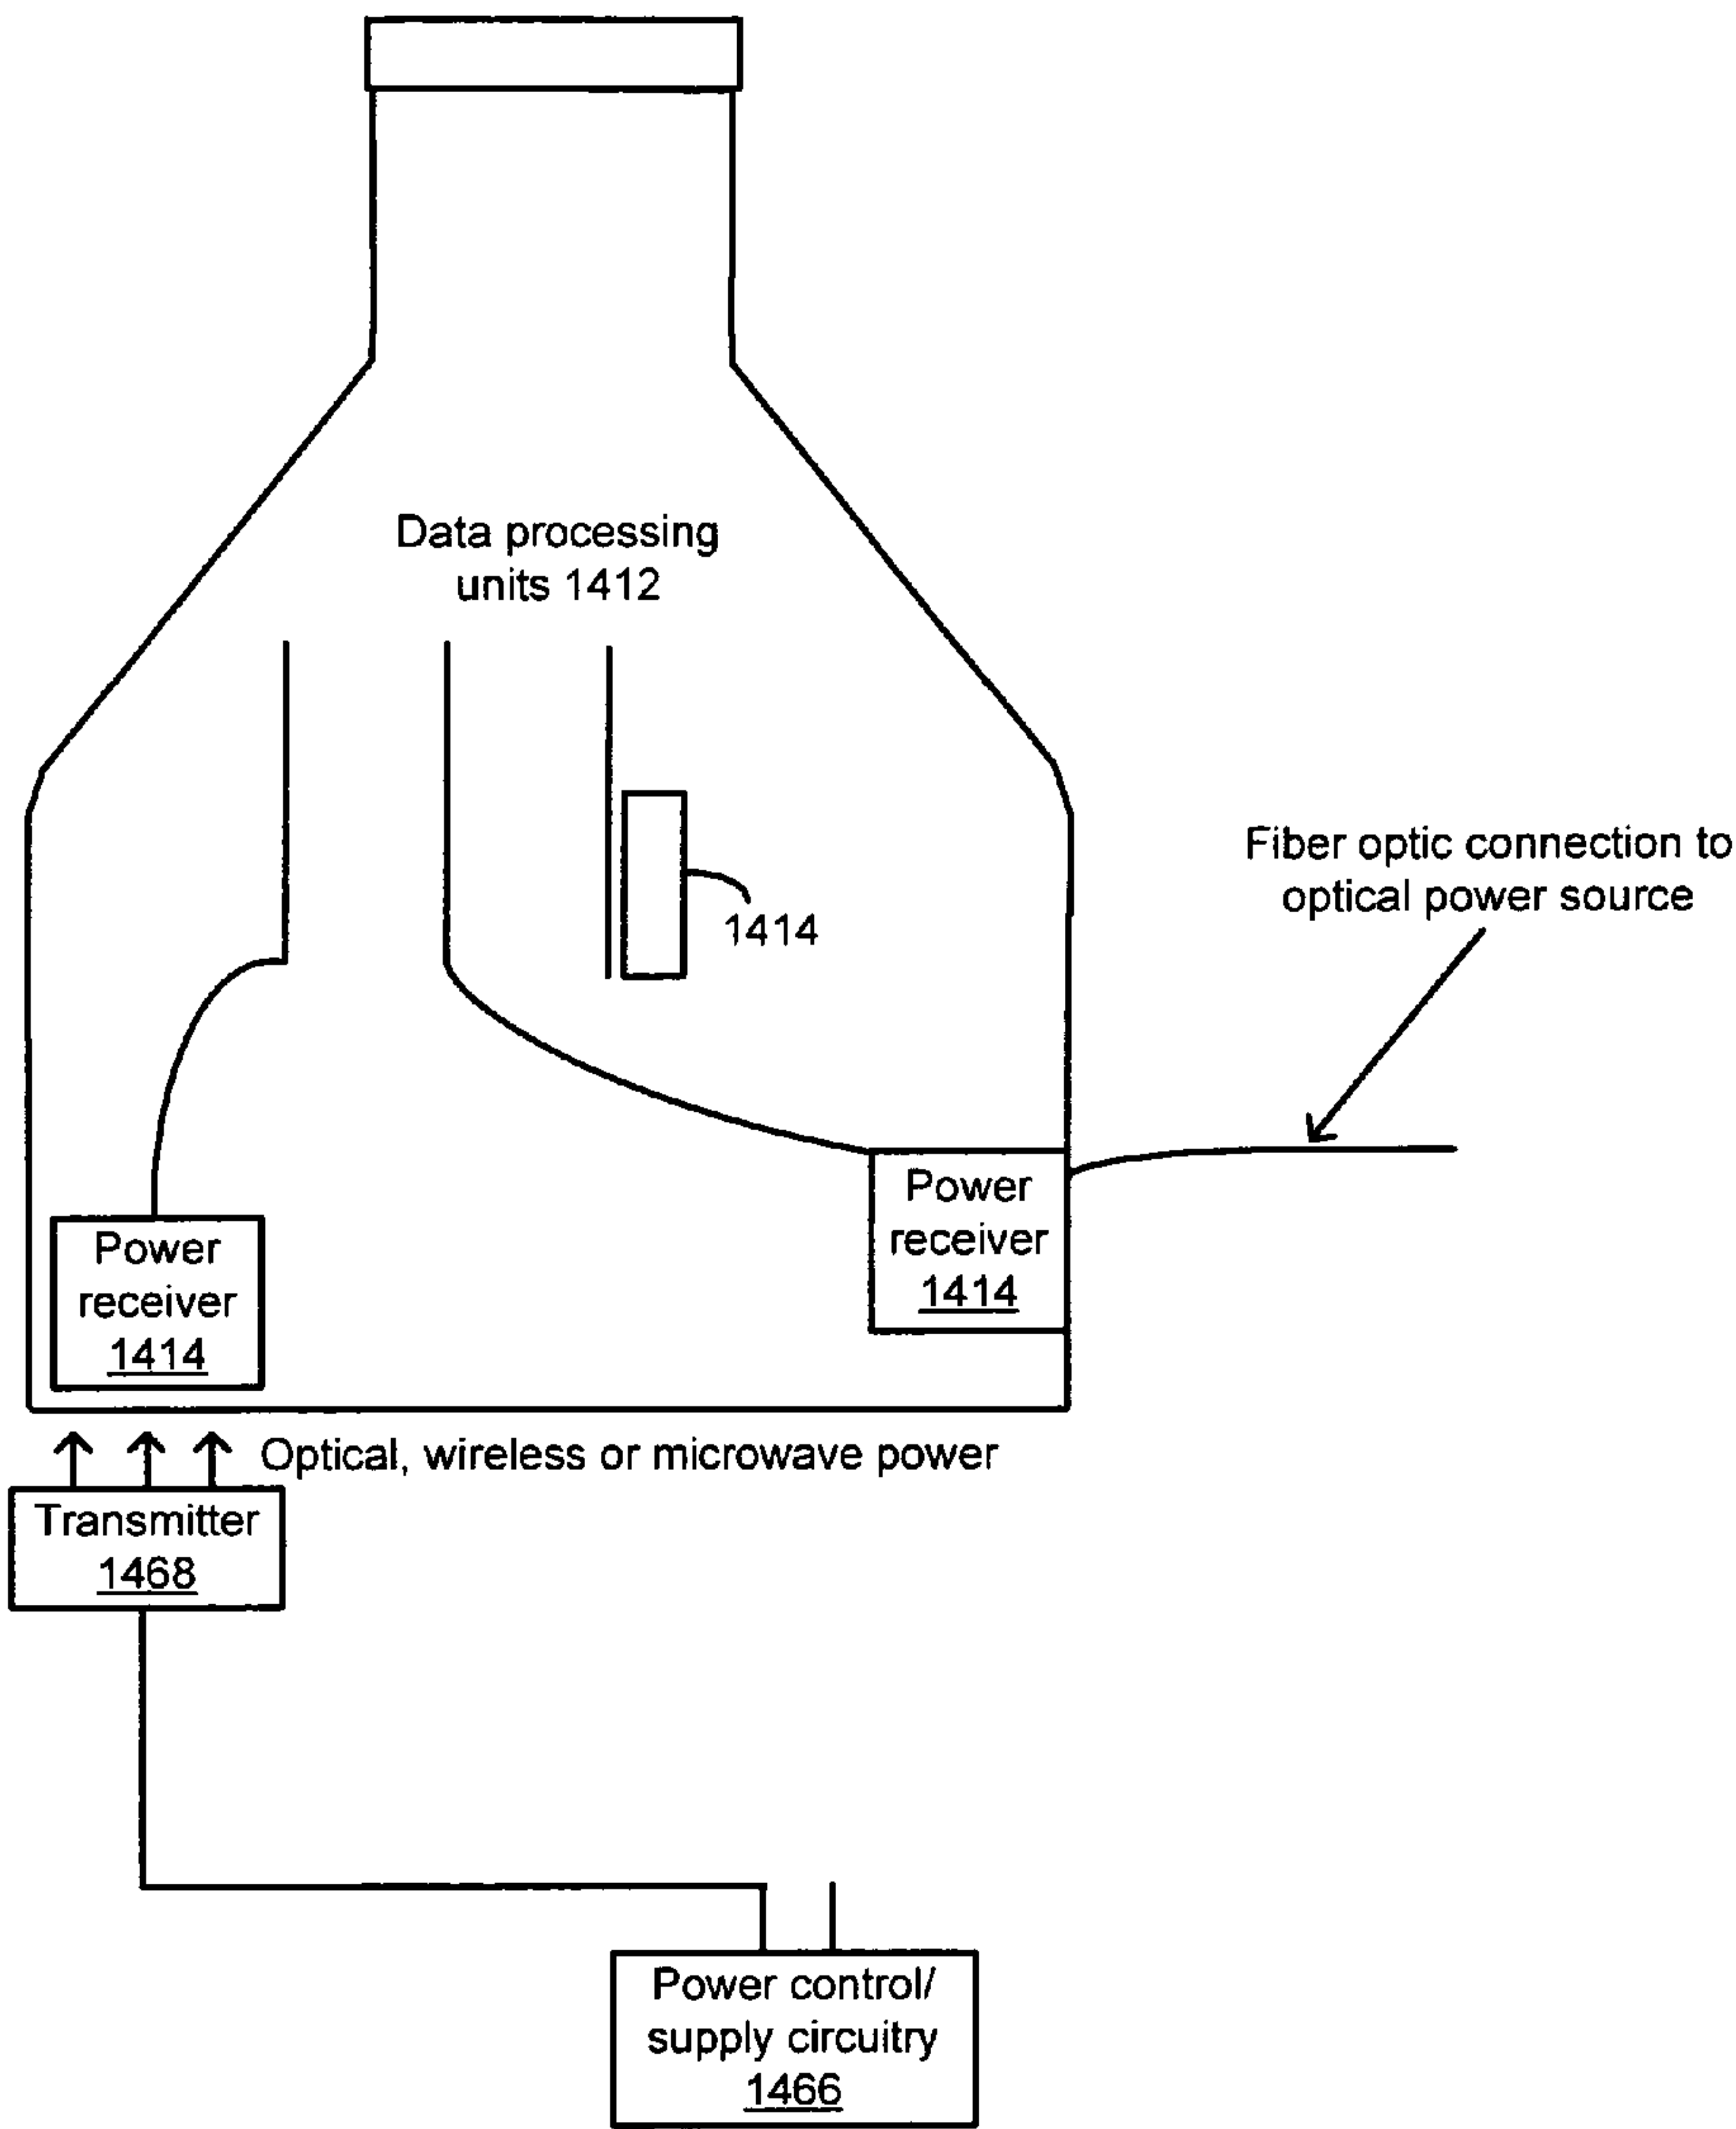 Data processing
units 1412
1414
Fiber optic connection to
optical power source
Power
receiver
1414
Power
receiver
1414
Optical, wireless or microwave power
Transmitter
1468
Power control/
supply circuitry
1466